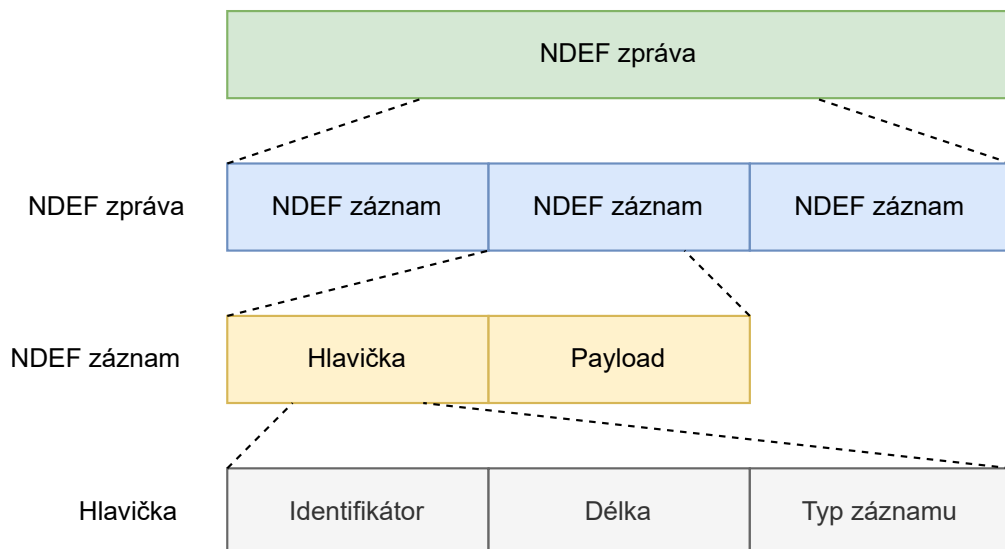 NDEF zpráva
NDEF zpráva
NDEF záznam
NDEF záznam
NDEF záznam
NDEF záznam
Hlavička
Payload
Hlavička
Identifikátor
Délka
Typ záznamu